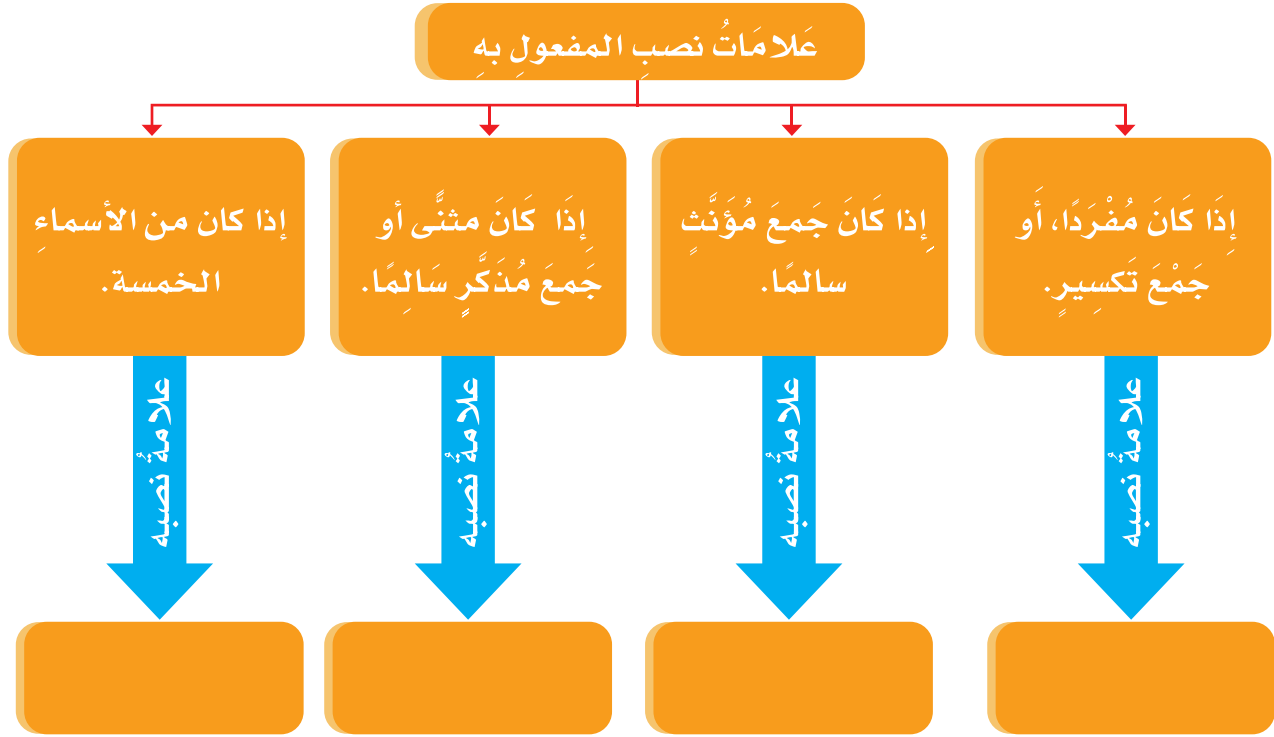 عَلامَاتُ نصبِ المفعولِ بهِ
إِذَا كَانَ مُفْرَدًا، أَو
جَمْعَ تَكسِيرٍ.
إِذا كَانَ جَمعَ مُؤَنَّثٍ
سالمًا.
إِذَا كَانَ مثنًّى أو
جَمعَ مُذَكَّرٍ سَالِمًا.
إذا كان من الأسماءِ
الخمسة.
علامةُ نصبه
علامةُ نصبه
علامةُ نصبه
علامةُ نصبه